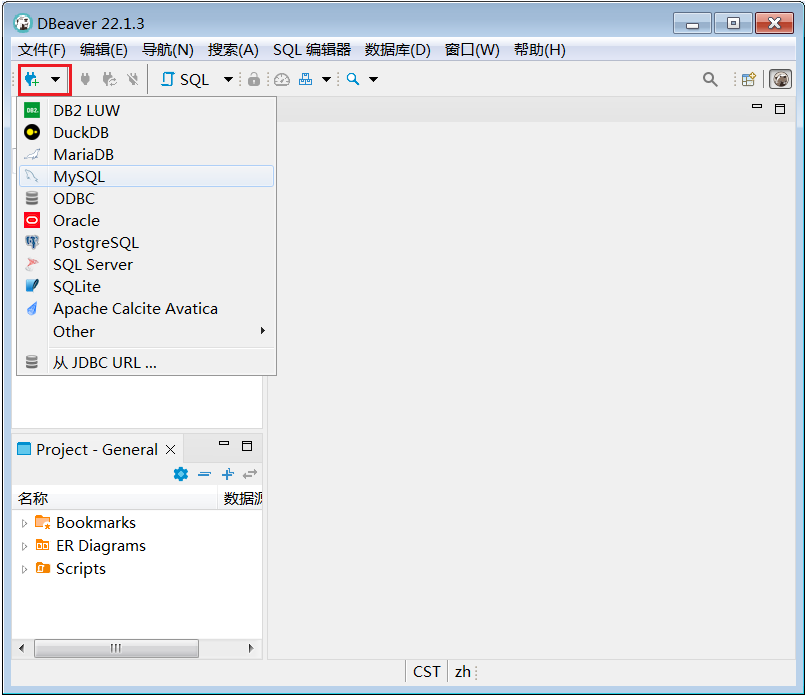 DBeaver 22.1.3
文件(F) 编辑(E) 导航(N) 搜索(A) SQL 编辑器 数据库(D) 窗口(W) 帮助(H)
SQL
DB2 LUW
DuckDB
MariaDB
MySQL
ODBC
Oracle
PostgreSQL
SQL Server
SQLite
Apache Calcite Avatica
Other
从 JDBC URL ...
Project - General
名称 数据源
Bookmarks
ER Diagrams
Scripts
CST zh